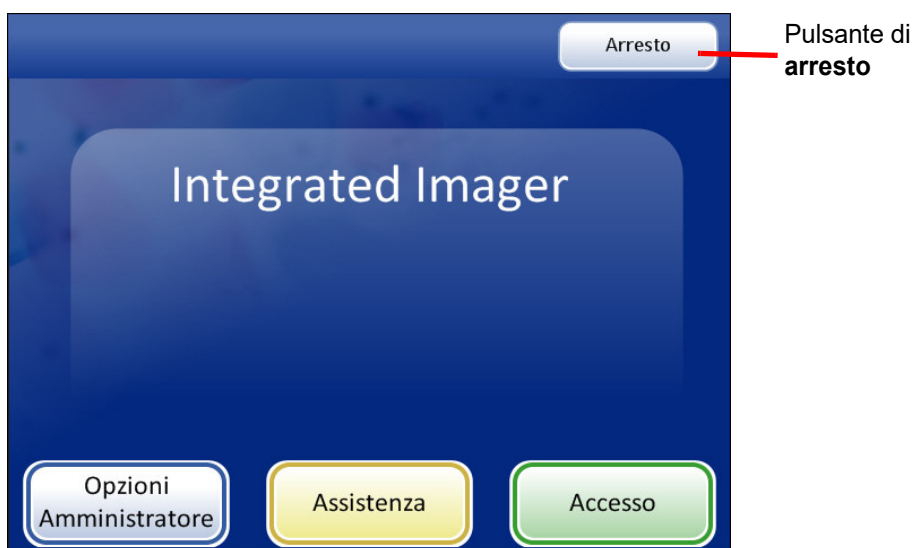 Arresto
Pulsante di
arresto
Integrated Imager
Opzioni
Amministratore
Assistenza
Accesso